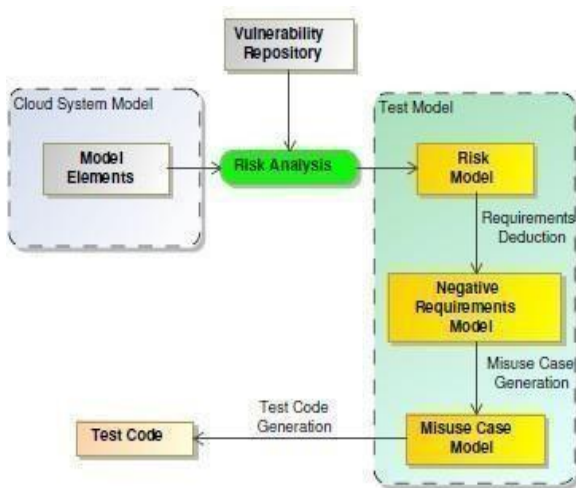 Vulnerability
Repository
Cloud System Model
Test Model
Model
Elements
Risk Analysis
Risk
Model
Requirements
Deduction
Negative
Requirements
Model
Misuse Case
Generation
Test Code
Generation
Test Code
Misuse Case
Model